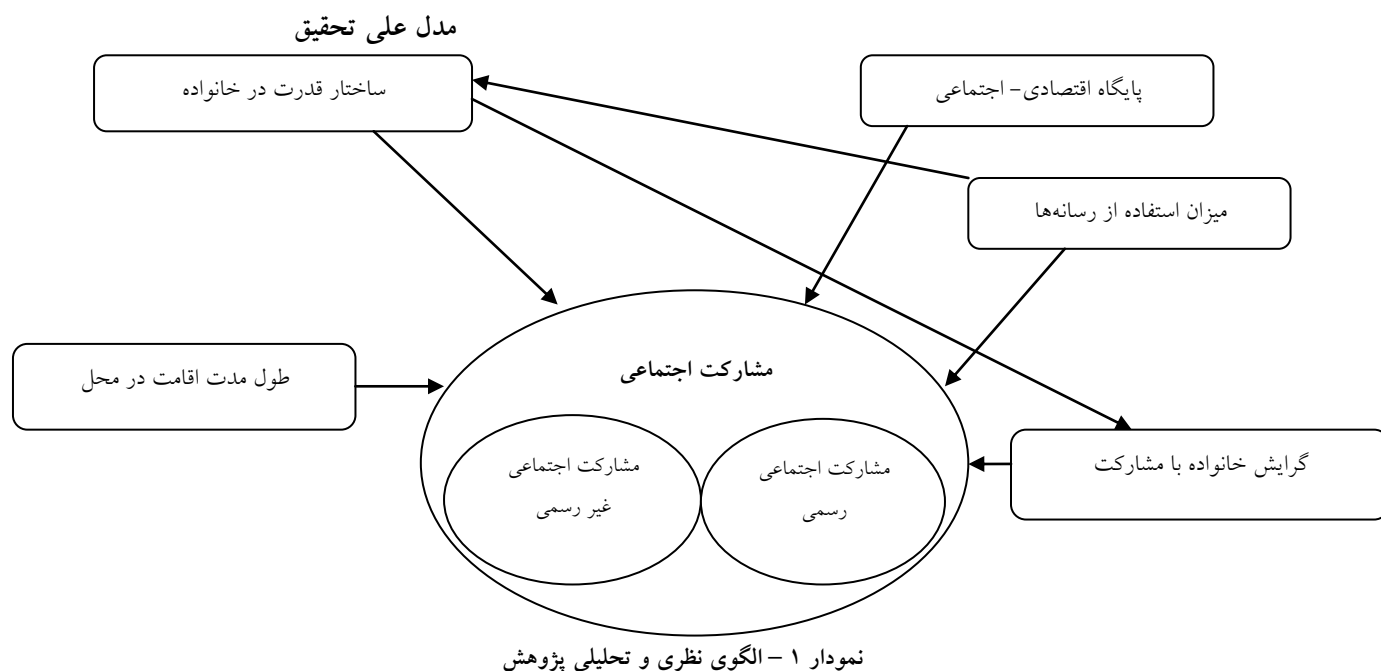 مدل علی تحقیق
پایگاه اقتصادی- اجتماعی
ساختار قدرت در خانواده
میزان استفاده از رسانه‌ها
مشارکت اجتماعی
طول مدت اقامت در محل
گرایش خانواده با مشارکت
مشارکت اجتماعی
رسمی
مشارکت اجتماعی
غیر رسمی
نمودار ۱ – الگوی نظری و تحلیلی پژوهش